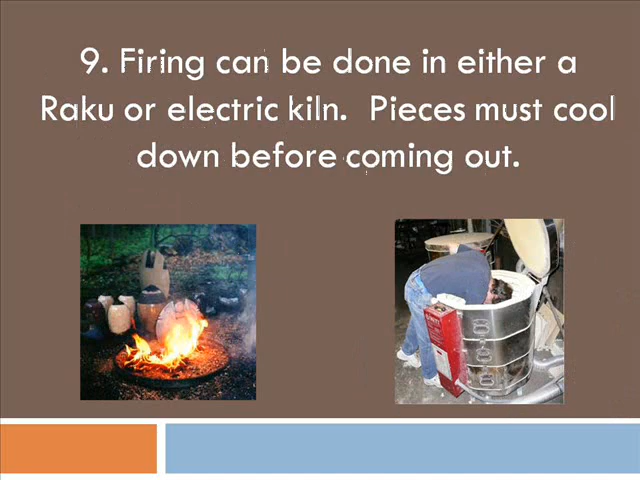 9. Firing can be done in either a
Raku or electric kiln.  Pieces must cool
down before coming out.